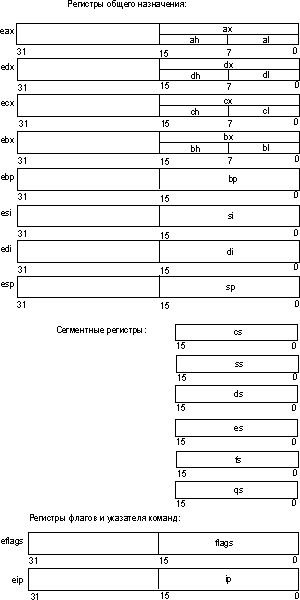 Регистры общего назначения:
eax ax
ah al
31 15 7 0
edx dx
dh dl
31 15 7 0
ecx cx
ch cl
31 15 7 0
ebx bx
bh bl
31 15 7 0
ebp bp
31 15 0
esi si
31 15 0
edi di
31 15 0
esp sp
31 15 0
Сегментные регистры:
cs
15 0
ss
15 0
ds
15 0
es
15 0
fs
15 0
qs
15 0
Регистры флагов и указателя команд:
eflags flags
31 15 0
eip ip
31 15 0